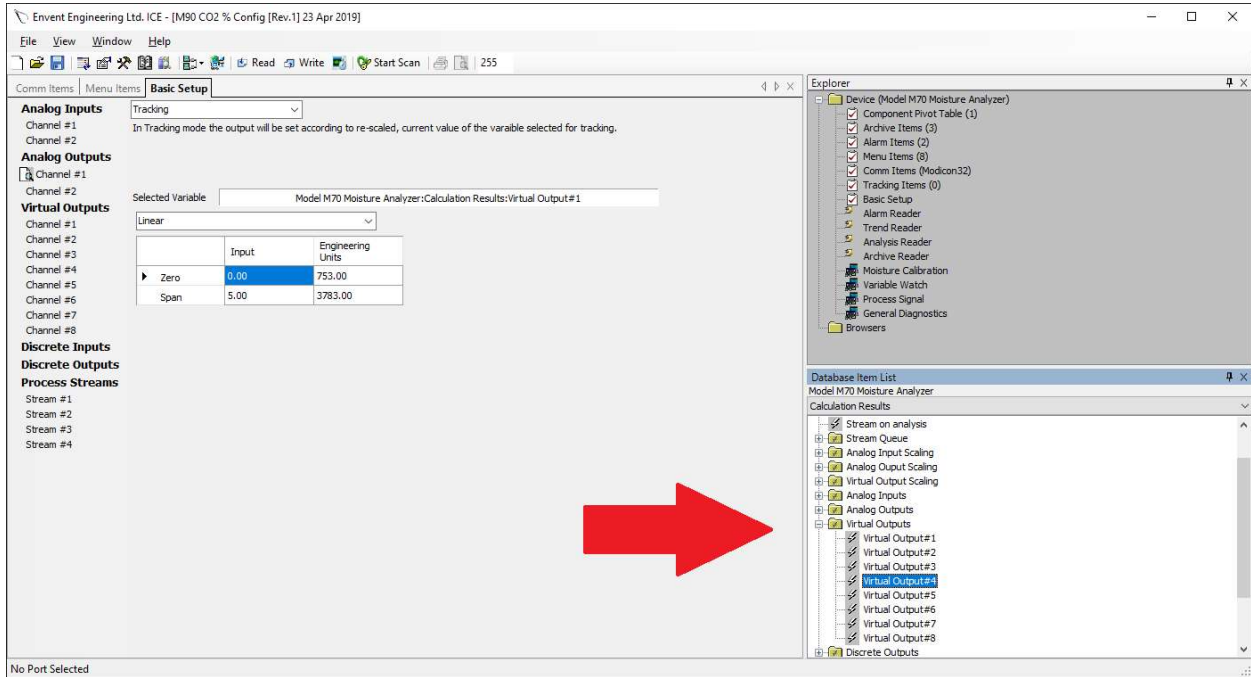 Envent Engineering Ltd. ICE - [M90 CO2 % Config [Rev.1] 23 Apr 2019]
File View Window Help
Read Write Start Scan 255
Comm Items Menu Items Basic Setup
Analog Inputs
Channel #1
Channel #2
Analog Outputs
Channel #1
Channel #2
Virtual Outputs
Channel #1
Channel #2
Channel #3
Channel #4
Channel #5
Channel #6
Channel #7
Channel #8
Discrete Inputs
Discrete Outputs
Process Streams
Stream #1
Stream #2
Stream #3
Stream #4
Tracking
In Tracking mode the output will be set according to re-scaled, current value of the varaible selected for tracking.
Selected Variable Model M70 Moisture Analyzer:Calculation Results:Virtual Output#1
Linear
Input Engineering
Units
Zero 0.00 753.00
Span 5.00 3783.00
Explorer
Device (Model M70 Moisture Analyzer)
Component Pivot Table (1)
Archive Items (3)
Alarm Items (2)
Menu Items (8)
Comm Items (Modicon32)
Tracking Items (0)
Basic Setup
Alarm Reader
Trend Reader
Analysis Reader
Archive Reader
Moisture Calibration
Variable Watch
Process Signal
General Diagnostics
Browsers
Database Item List
Model M70 Moisture Analyzer
Calculation Results
Stream on analysis
Stream Queue
Analog Input Scaling
Analog Ouput Scaling
Virtual Output Scaling
Analog Inputs
Analog Outputs
Virtual Outputs
Virtual Output#1
Virtual Output#2
Virtual Output#3
Virtual Output#4
Virtual Output#5
Virtual Output#6
Virtual Output#7
Virtual Output#8
Discrete Outputs
No Port Selected